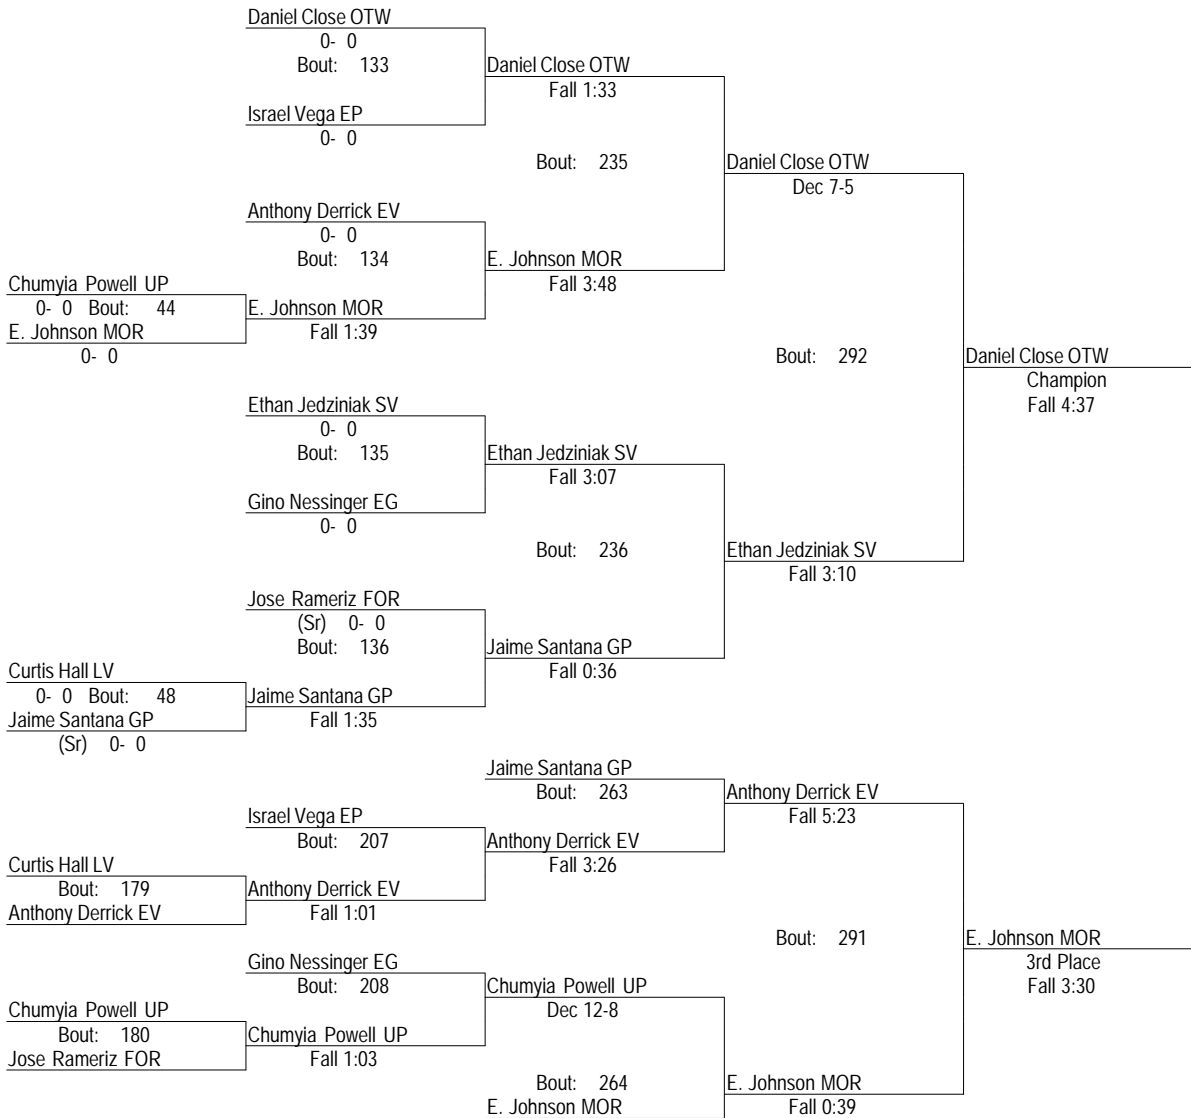 Daniel Close OTW
0- 0
Bout: 133
Daniel Close OTW
Fall 1:33
Israel Vega EP
0- 0
Bout: 235
Daniel Close OTW
Dec 7-5
Anthony Derrick EV
0- 0
Bout: 134
E. Johnson MOR
Fall 3:48
Chumyia Powell UP
0- 0 Bout: 44
E. Johnson MOR
Fall 1:39
E. Johnson MOR
0- 0
Bout: 292
Daniel Close OTW
Champion
Fall 4:37
Ethan Jedziniak SV
0- 0
Bout: 135
Ethan Jedziniak SV
Fall 3:07
Gino Nessinger EG
0- 0
Bout: 236
Ethan Jedziniak SV
Fall 3:10
Jose Rameriz FOR
(Sr) 0- 0
Bout: 136
Jaime Santana GP
Fall 0:36
Curtis Hall LV
0- 0 Bout: 48
Jaime Santana GP
Fall 1:35
Jaime Santana GP
(Sr) 0- 0
Jaime Santana GP
Bout: 263
Anthony Derrick EV
Fall 5:23
Israel Vega EP
Bout: 207
Anthony Derrick EV
Fall 3:26
Curtis Hall LV
Bout: 179
Anthony Derrick EV
Fall 1:01
Anthony Derrick EV
Bout: 291
E. Johnson MOR
3rd Place
Fall 3:30
Gino Nessinger EG
Bout: 208
Chumyia Powell UP
Dec 12-8
Chumyia Powell UP
Bout: 180
Chumyia Powell UP
Fall 1:03
Jose Rameriz FOR
Bout: 264
E. Johnson MOR
Fall 0:39
E. Johnson MOR